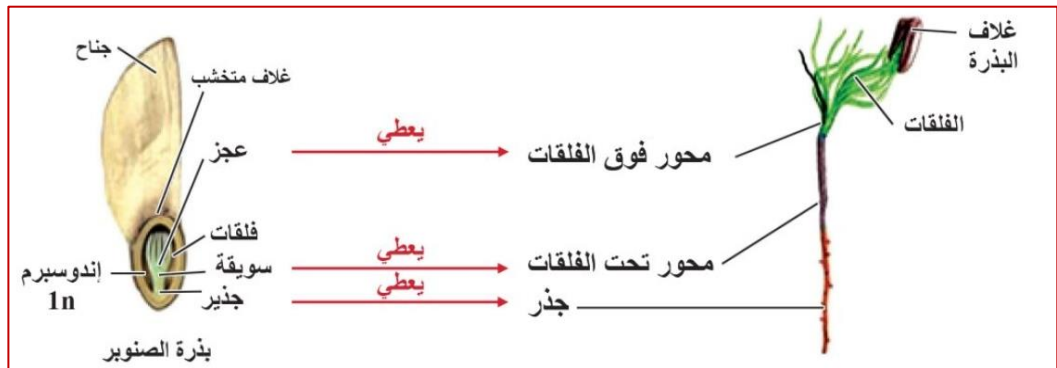 جناح
غلاف متخشب
عجز
فلقات
سويقة
جذير
إندوسبرم
1n
بذرة الصنوبر
يعطي
يعطي
يعطي
محور فوق الفلقات
محور تحت الفلقات
جذر
غلاف
البذرة
الفلقات